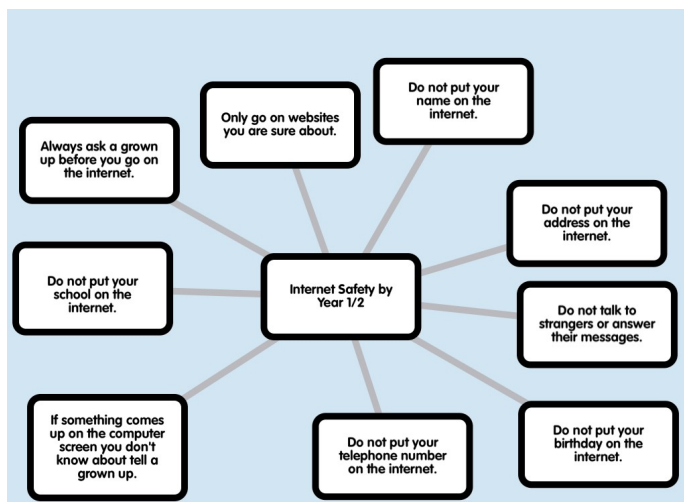 Do not put your
name on the
internet.
Only go on websites
you are sure about.
Always ask a grown
up before you go on
the internet.
Do not put your
address on the
internet.
Do not put your
school on the
internet.
Internet Safety by
Year 1/2
Do not talk to
strangers or answer
their messages.
If something comes
up on the computer
screen you don't
know about tell a
grown up.
Do not put your
telephone number
on the internet.
Do not put your
birthday on the
internet.